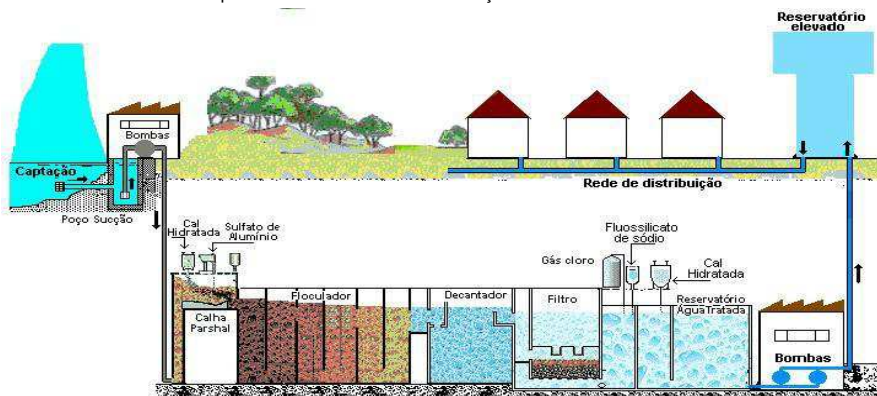 Reservatório
elevado
Bombas
Captação
Rede de distribuição
Poço Sucção
Cal
Hidratada
Sulfato de
Alumínio
Fluossilicato
de sódio
Gás cloro
Cal
Hidratada
Floculador
Decantador
Filtro
Reservatório
AguaTratada
Calha
Parshal
Bombas